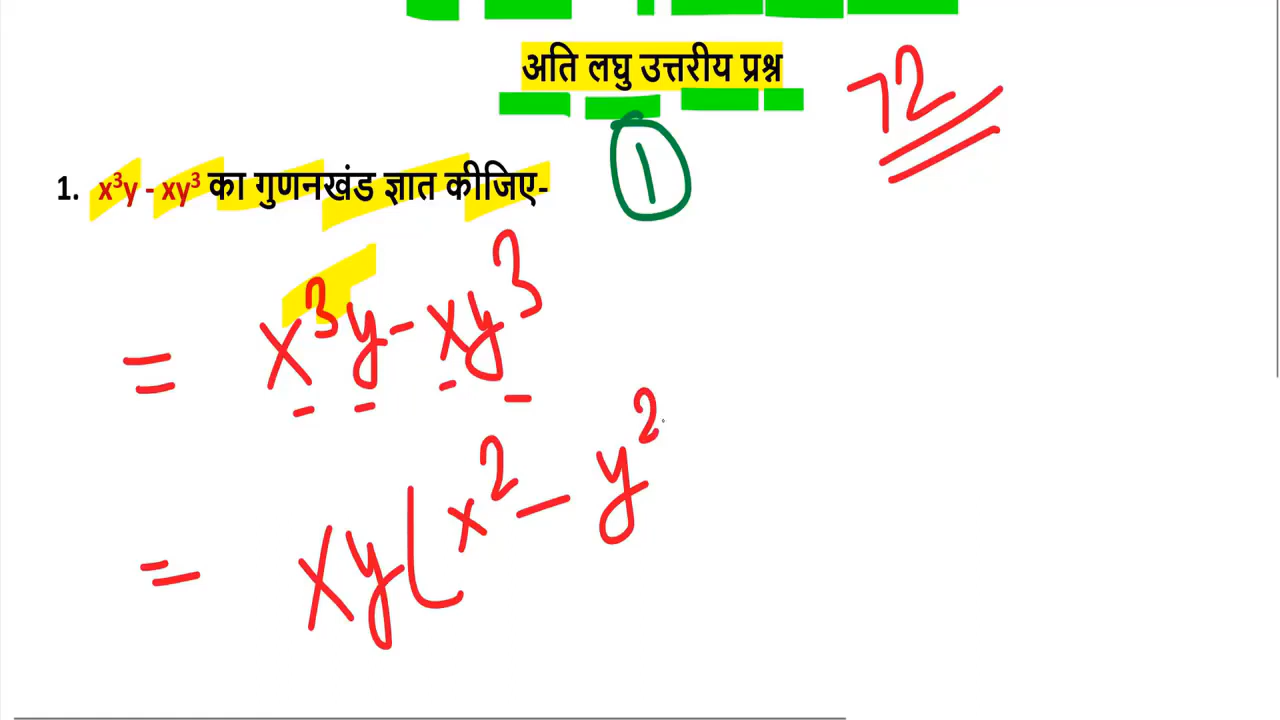 अति लघु उत्तरीय प्रश्न
72
1
1. x³y - xy³ का गुणनखंड ज्ञात कीजिए-
= x³y - xy³
= xy(x² - y²